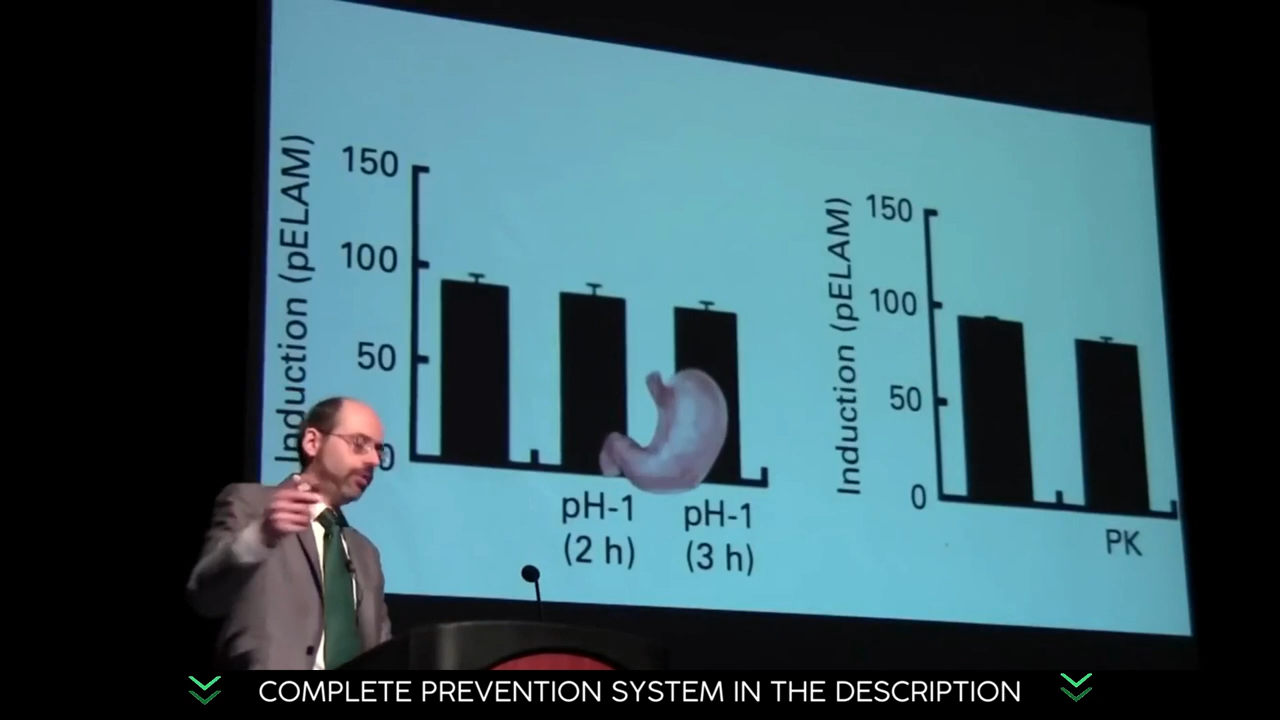 Induction (pELAM)
150
100
50
0
pH-1
(2 h)
pH-1
(3 h)
Induction (pELAM)
150
100
50
0
PK
COMPLETE PREVENTION SYSTEM IN THE DESCRIPTION